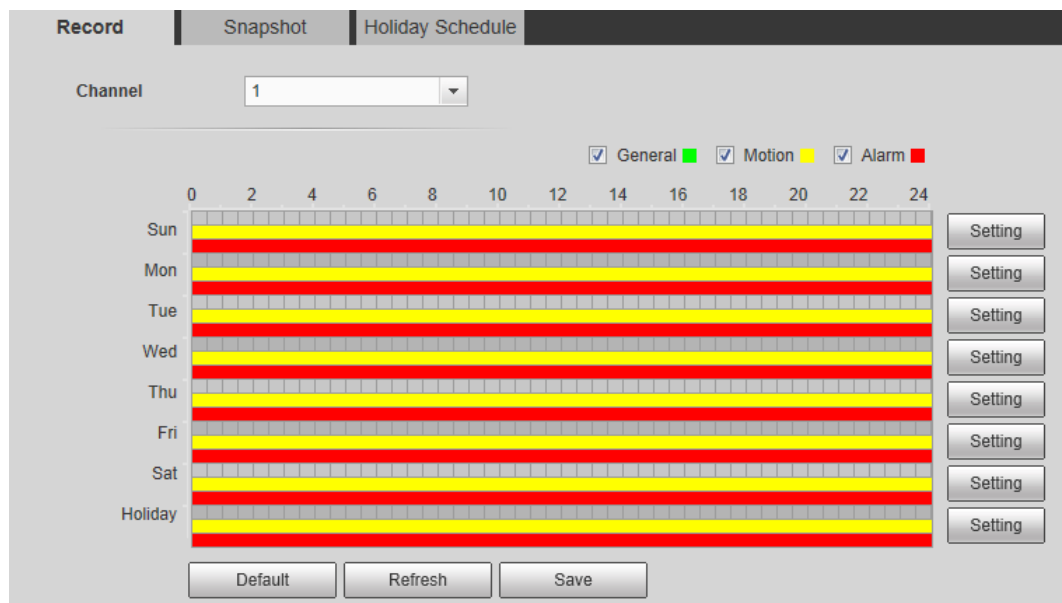 Record Snapshot Holiday Schedule
Channel 1
General Motion Alarm
0 2 4 6 8 10 12 14 16 18 20 22 24
Sun Setting
Mon Setting
Tue Setting
Wed Setting
Thu Setting
Fri Setting
Sat Setting
Holiday Setting
Default Refresh Save